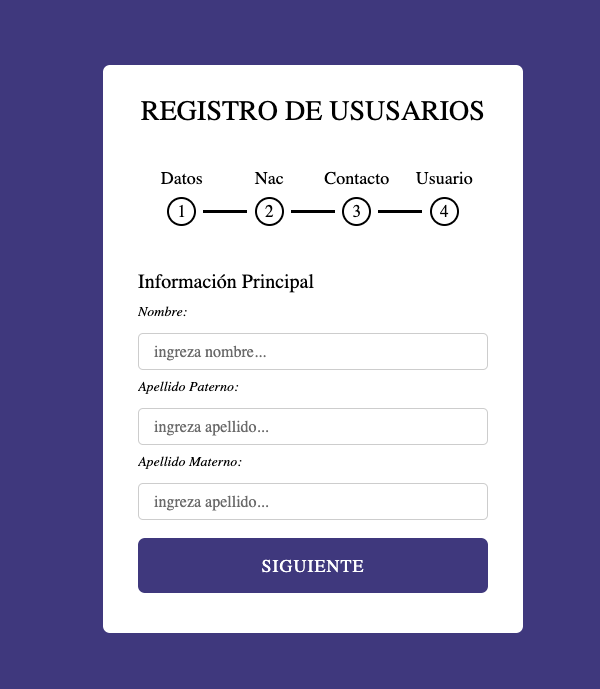 REGISTRO DE USUSARIOS
Datos Nac Contacto Usuario
1 2 3 4
Información Principal
Nombre:
ingreza nombre...
Apellido Paterno:
ingreza apellido...
Apellido Materno:
ingreza apellido...
SIGUIENTE